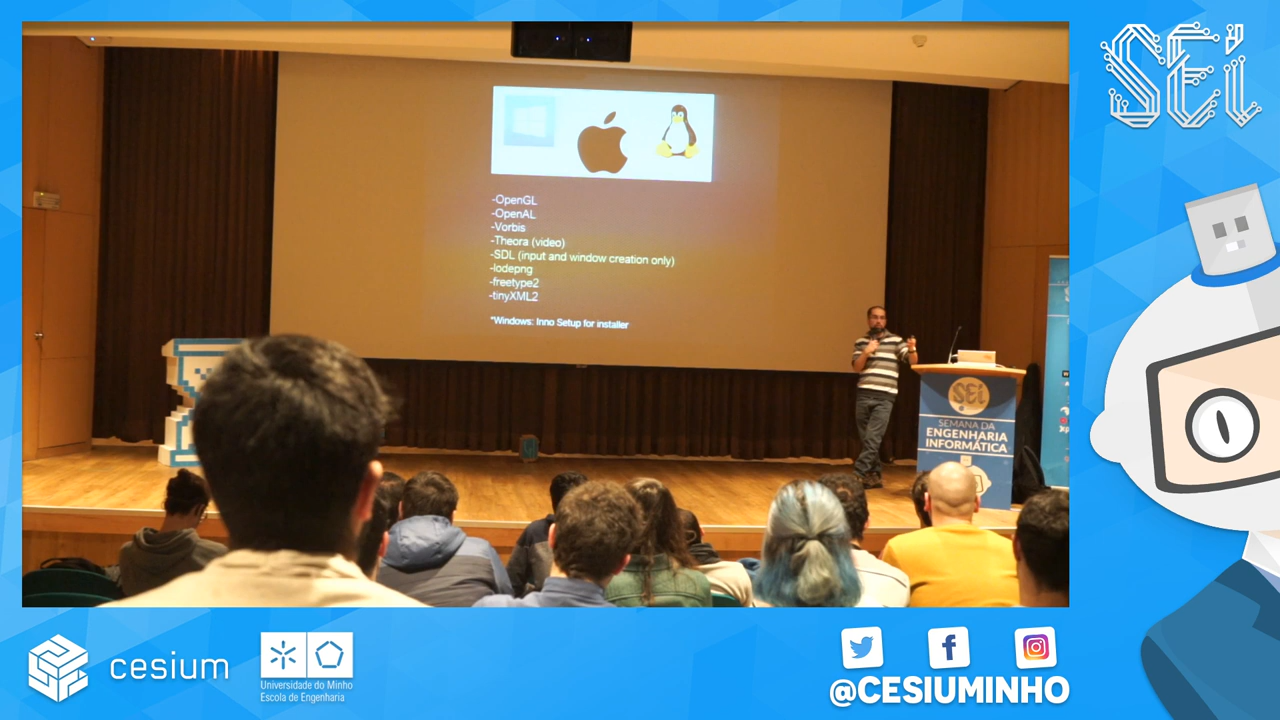 SEi
-OpenGL
-OpenAL
-Vorbis
-Theora (video)
-SDL (input and window creation only)
-lodepng
-freetype2
-tinyXML2
*Windows: Inno Setup for installer
SEi
SEMANA DA
ENGENHARIA
INFORMÁTICA
cesium
Universidade do Minho
Escola de Engenharia
@CESIUMINHO